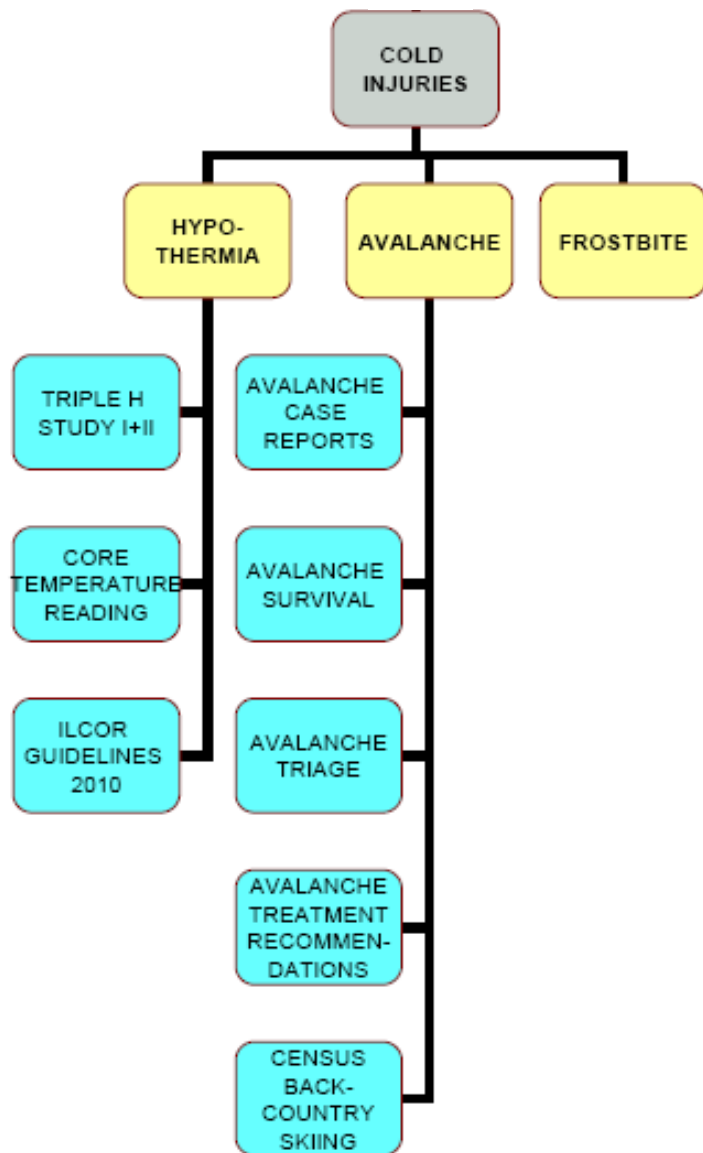 COLD
INJURIES
HYPO-
THERMIA
AVALANCHE
FROSTBITE
TRIPLE H
STUDY I+II
CORE
TEMPERATURE
READING
ILCOR
GUIDELINES
2010
AVALANCHE
CASE
REPORTS
AVALANCHE
SURVIVAL
AVALANCHE
TRIAGE
AVALANCHE
TREATMENT
RECOMMEN-
DATIONS
CENSUS
BACK-
COUNTRY
SKIING